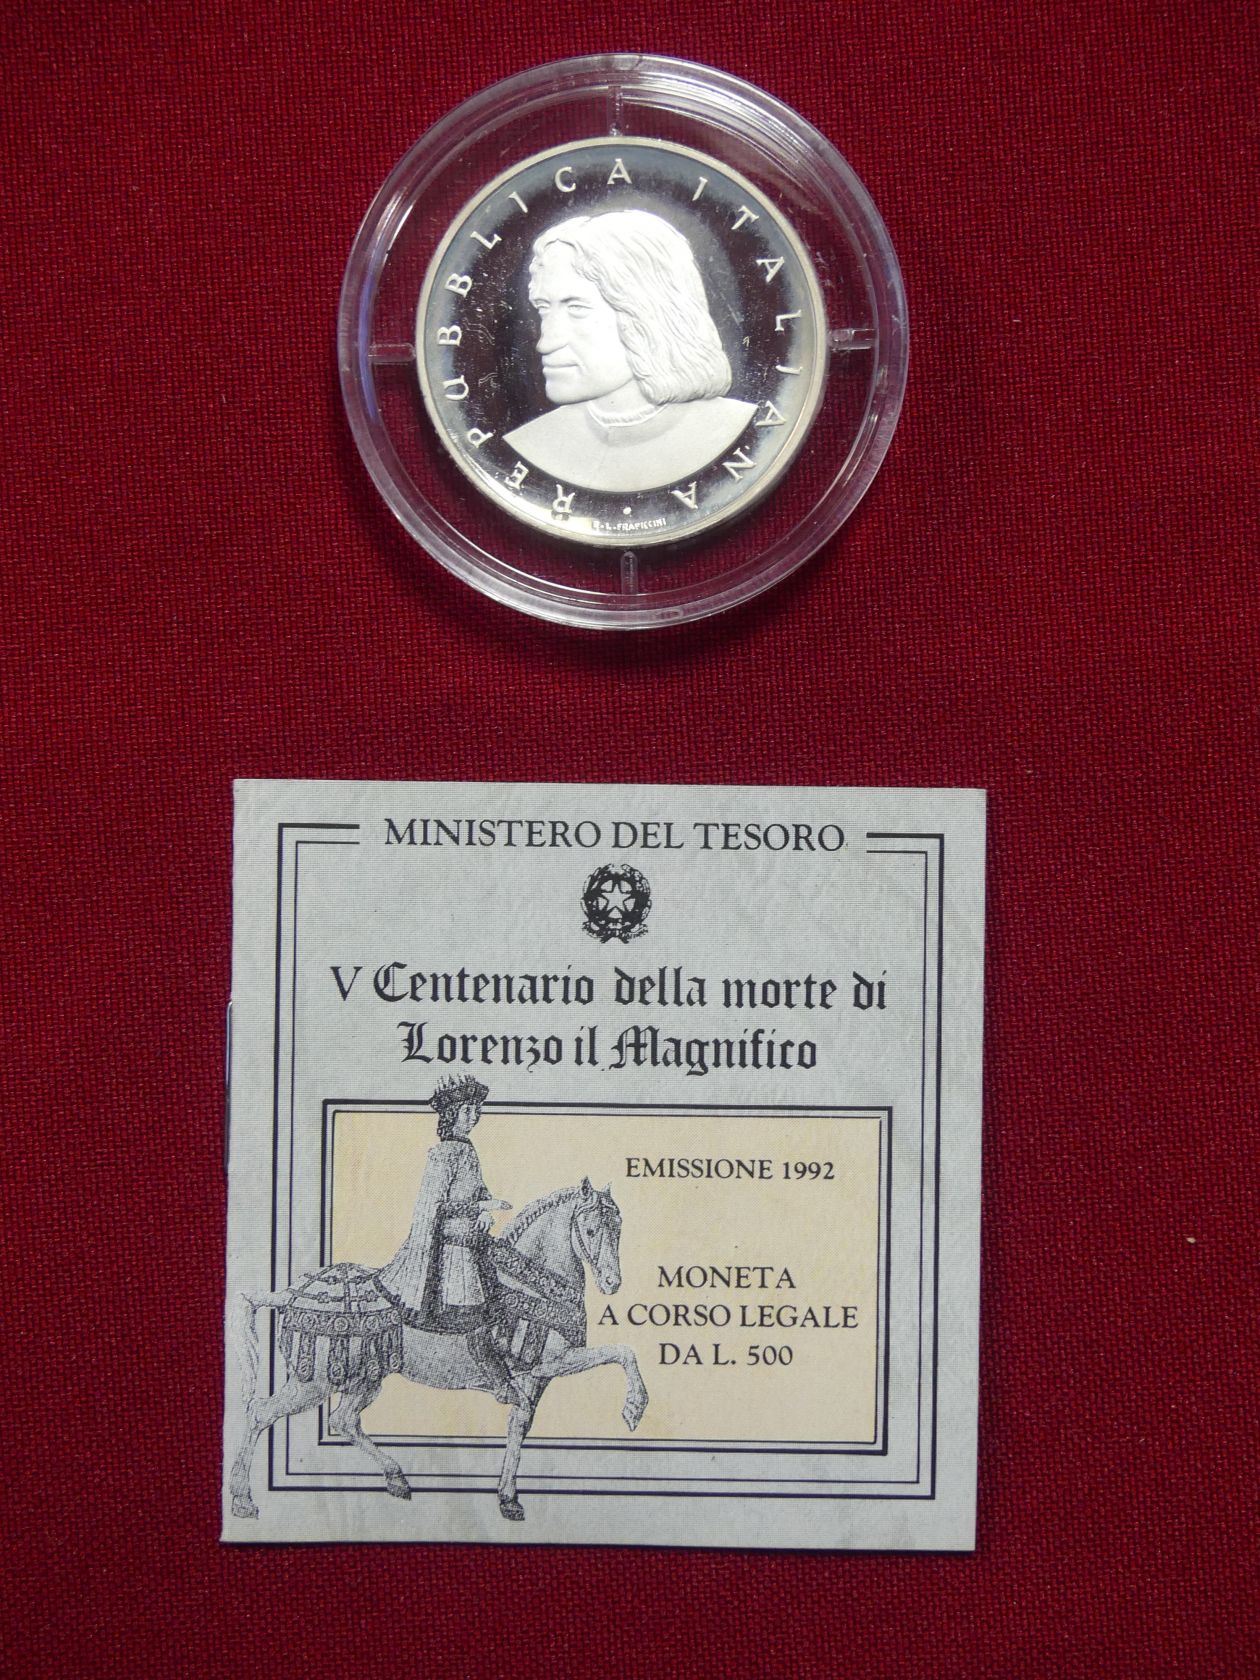 REPUBBLICA ITALIANA
L. FRAPICCINI
MINISTERO DEL TESORO
V Centenario della morte di
Lorenzo il Magnifico
EMISSIONE 1992
MONETA
A CORSO LEGALE
DA L. 500